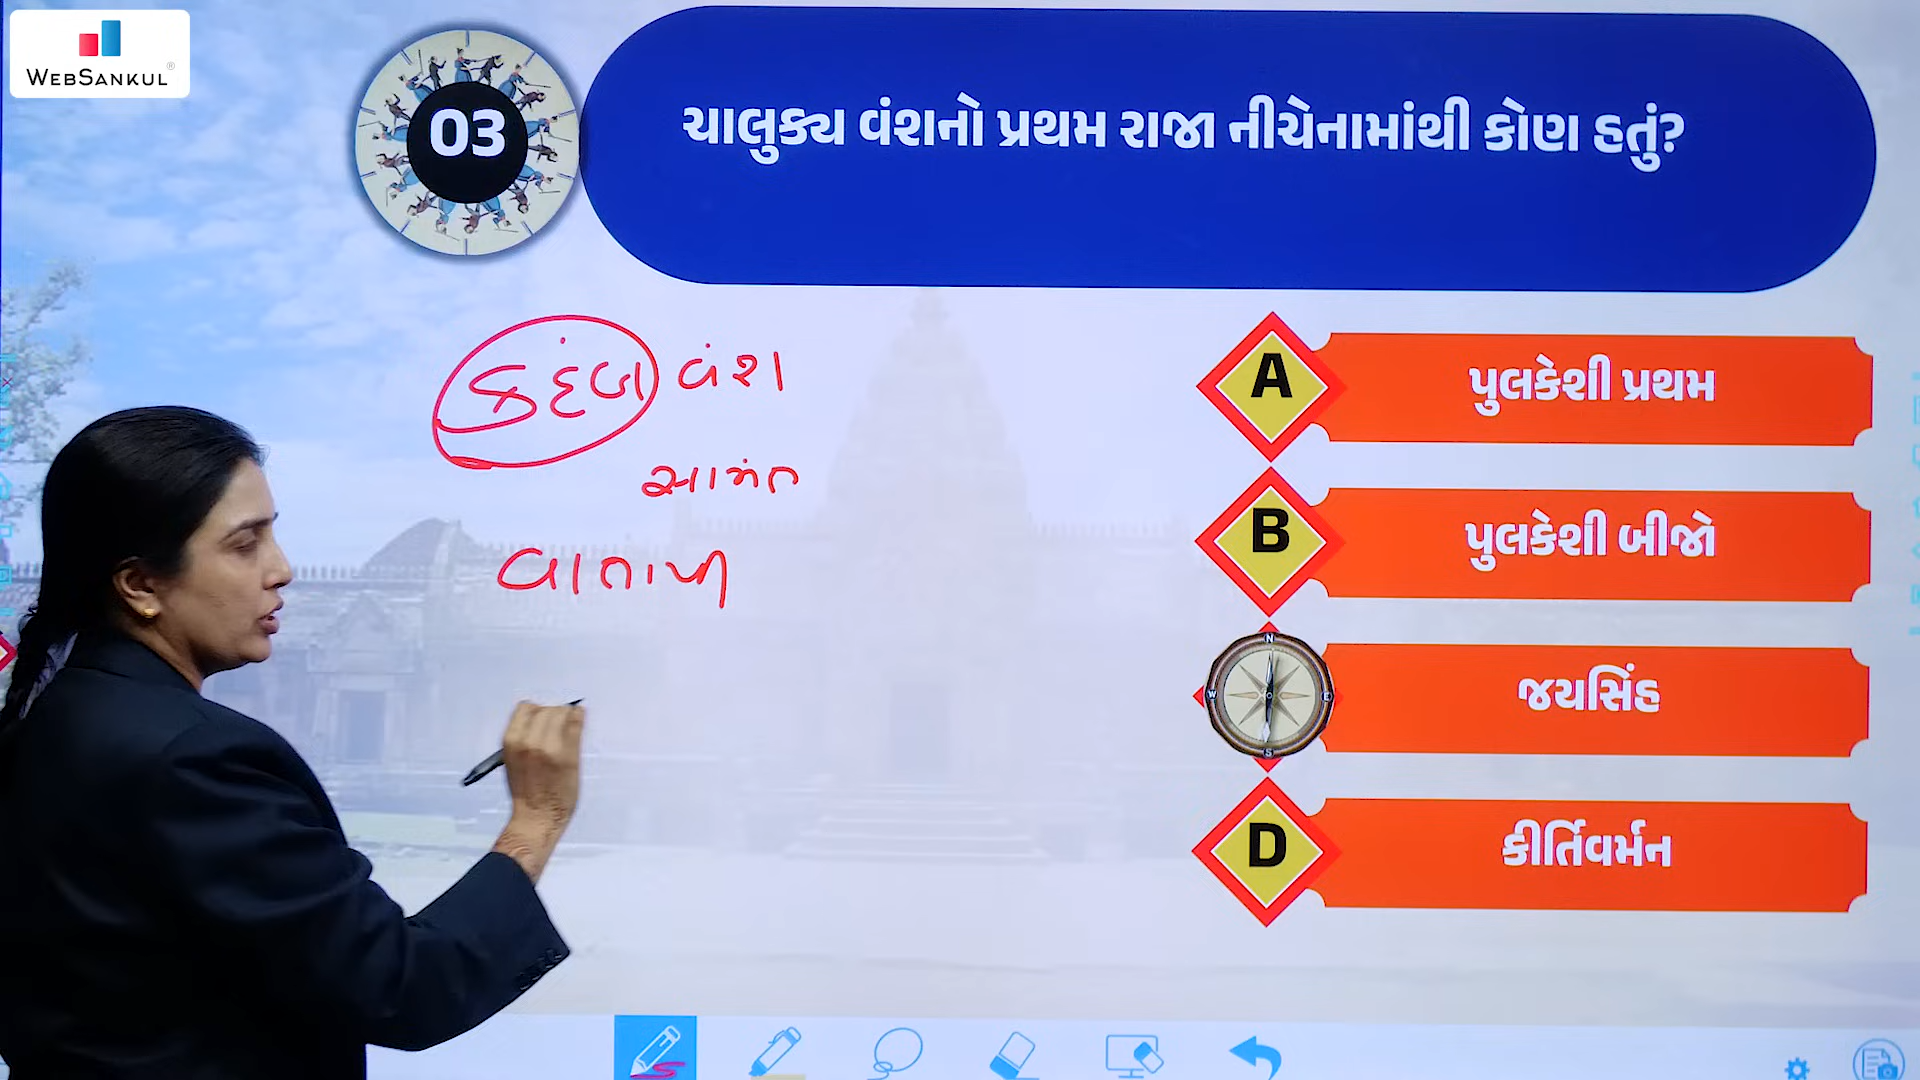 WEBSANKUL
03
ચાલુક્ય વંશનો પ્રથમ રાજા નીચેનામાંથી કોણ હતું?
કદંબ વંશ
સામંત
વાતાપી
A
પુલકેશી પ્રથમ
B
પુલકેશી બીજો
N
W
E
S
જયસિંહ
D
કીર્તિવર્મન